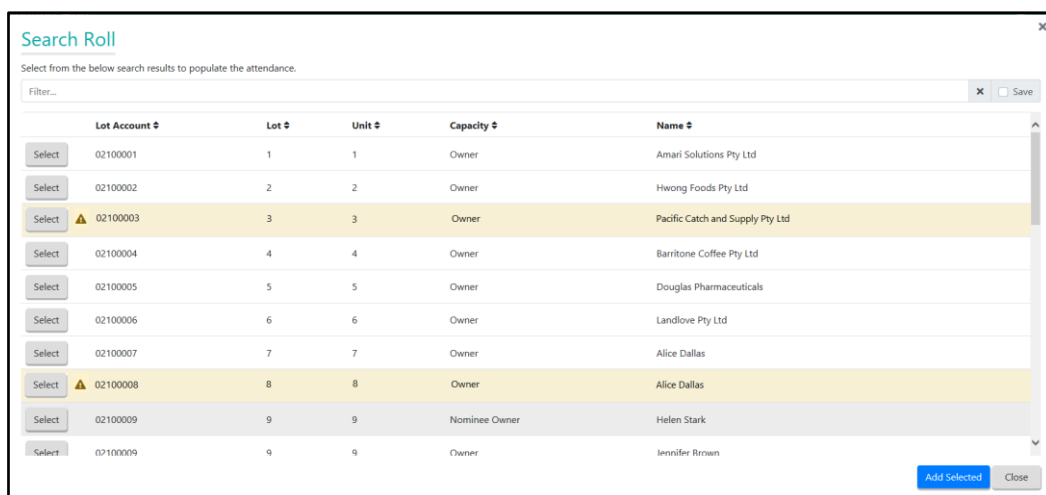 ×
Search Roll
Select from the below search results to populate the attendance.
Filter... × Save
Lot Account Lot Unit Capacity Name
Select 02100001 1 1 Owner Amari Solutions Pty Ltd
Select 02100002 2 2 Owner Hwong Foods Pty Ltd
Select 02100003 3 3 Owner Pacific Catch and Supply Pty Ltd
Select 02100004 4 4 Owner Barritone Coffee Pty Ltd
Select 02100005 5 5 Owner Douglas Pharmaceuticals
Select 02100006 6 6 Owner Landlove Pty Ltd
Select 02100007 7 7 Owner Alice Dallas
Select 02100008 8 8 Owner Alice Dallas
Select 02100009 9 9 Nominee Owner Helen Stark
Select 02100009 9 9 Owner Jennifer Brown
Add Selected Close